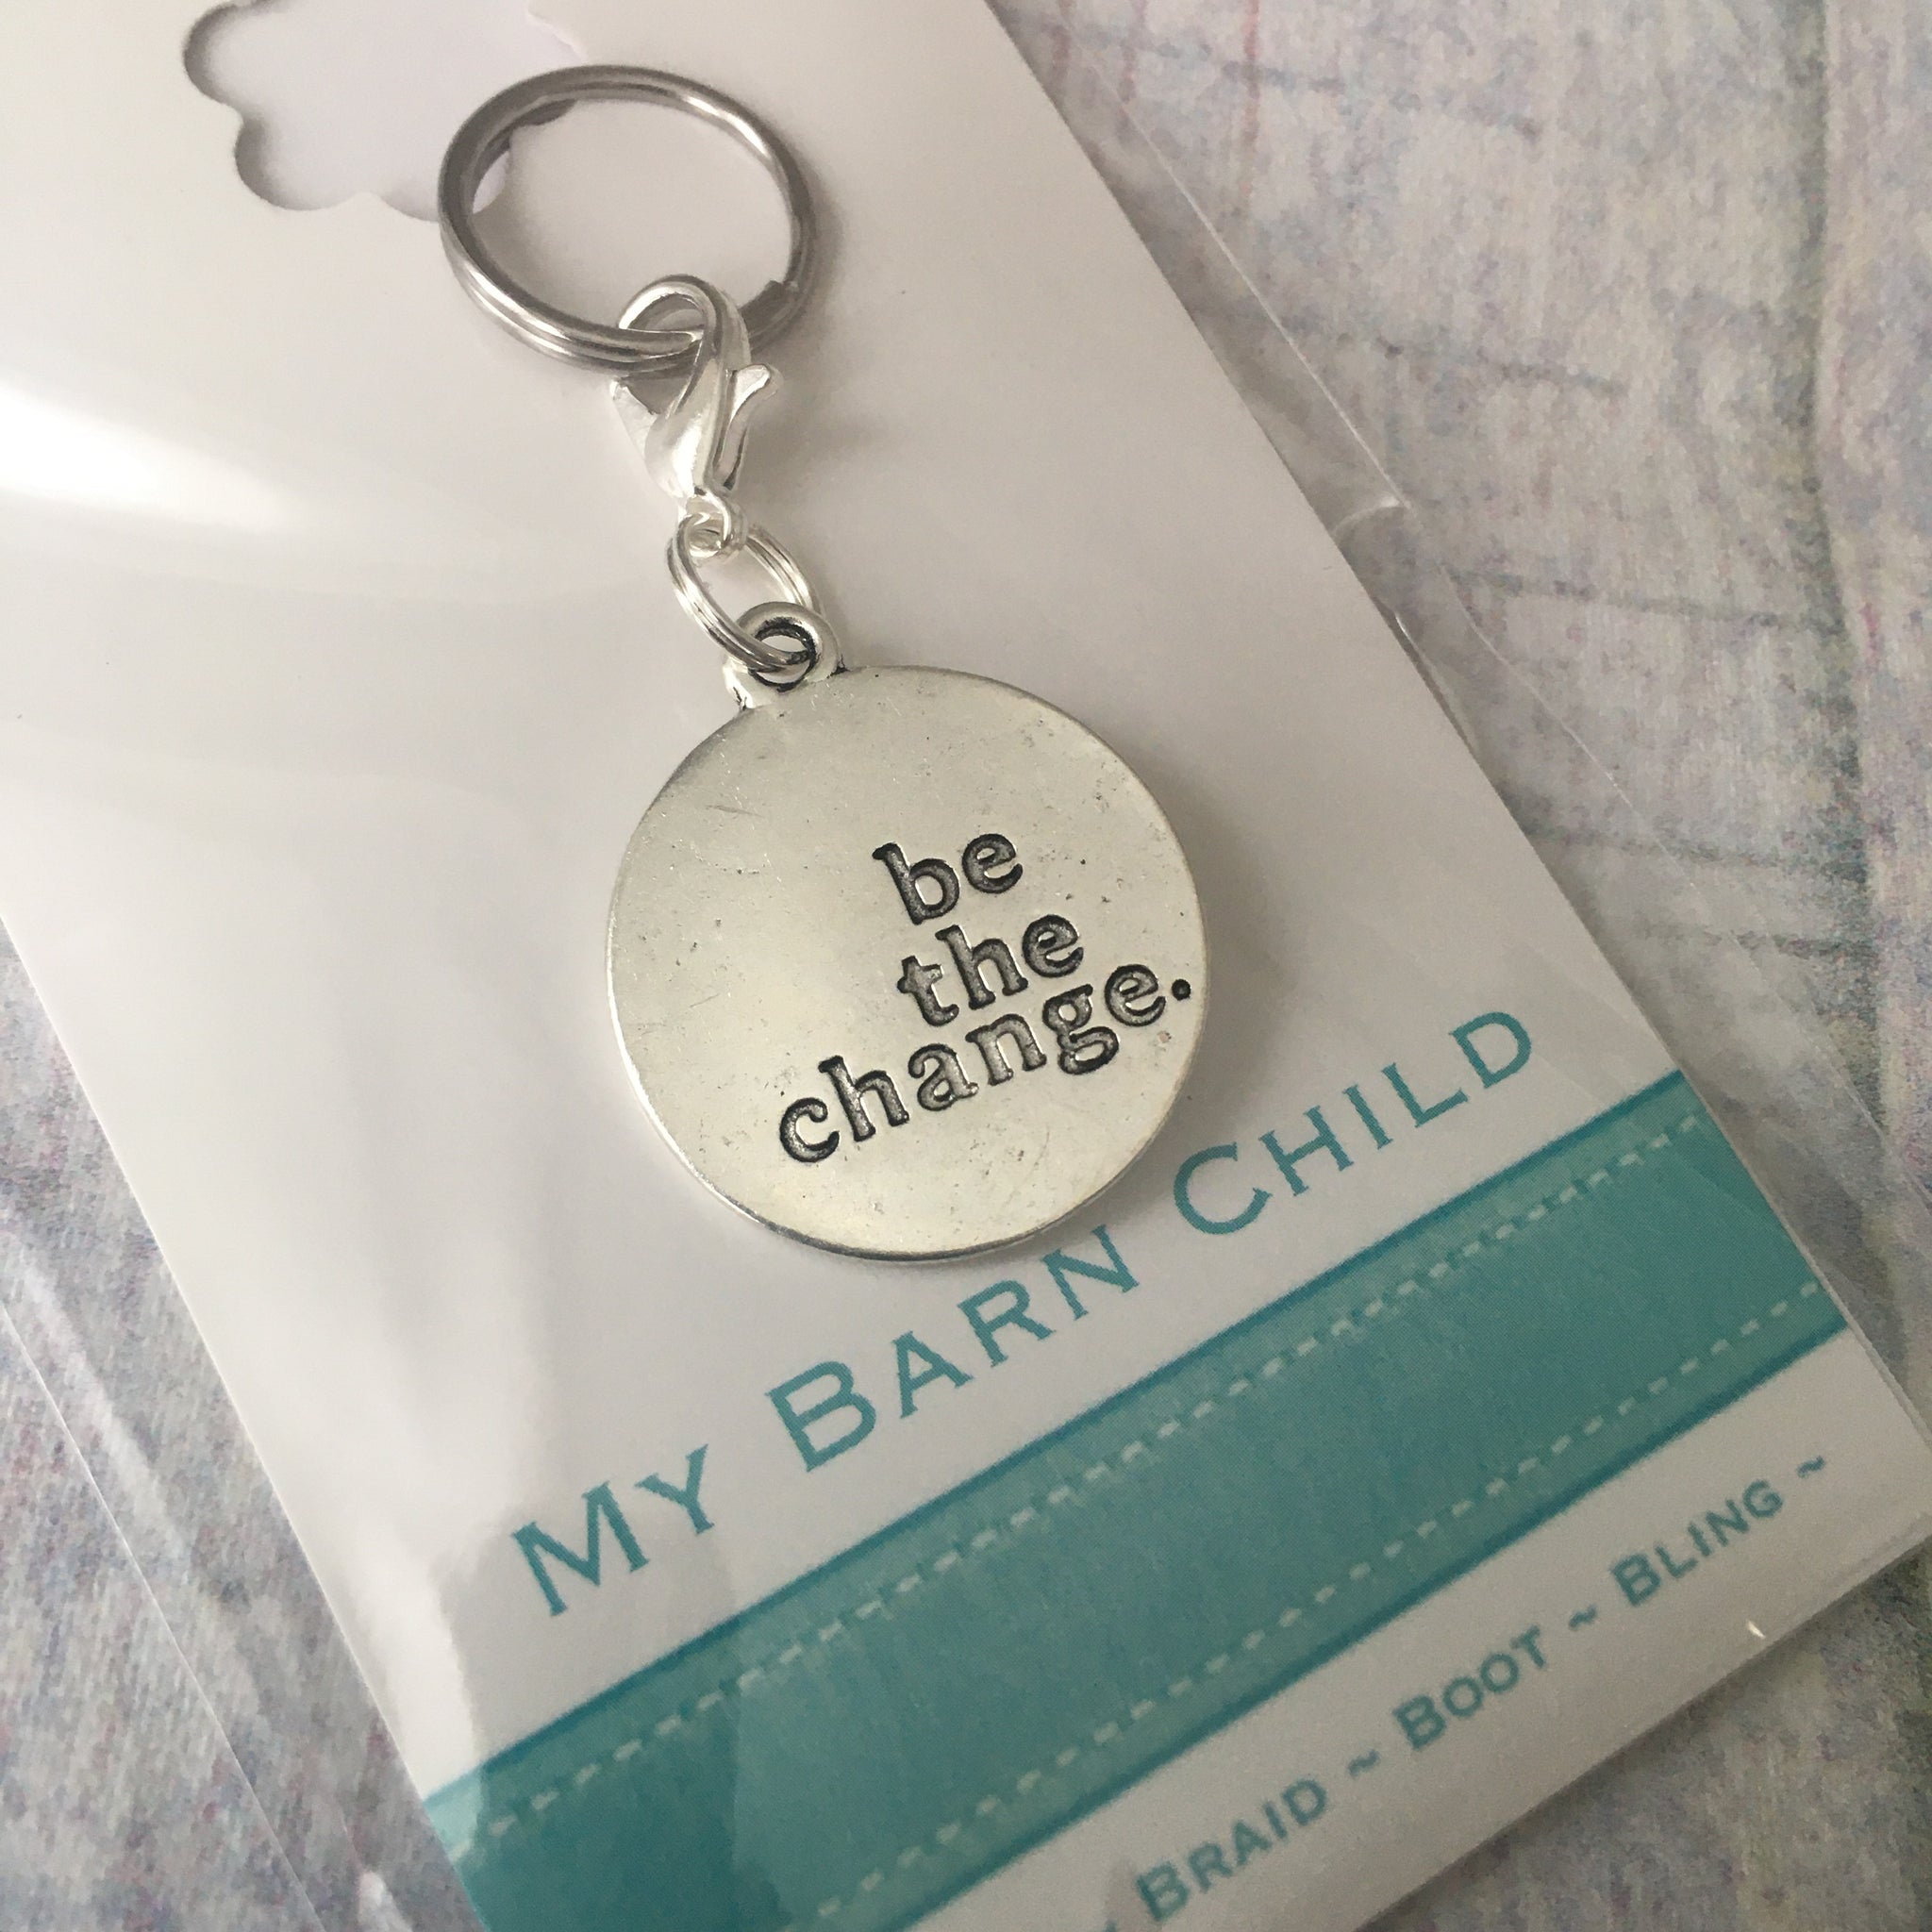 be
the
change.
MY BARN CHILD
BRAID ~ BOOT ~ BLING ~